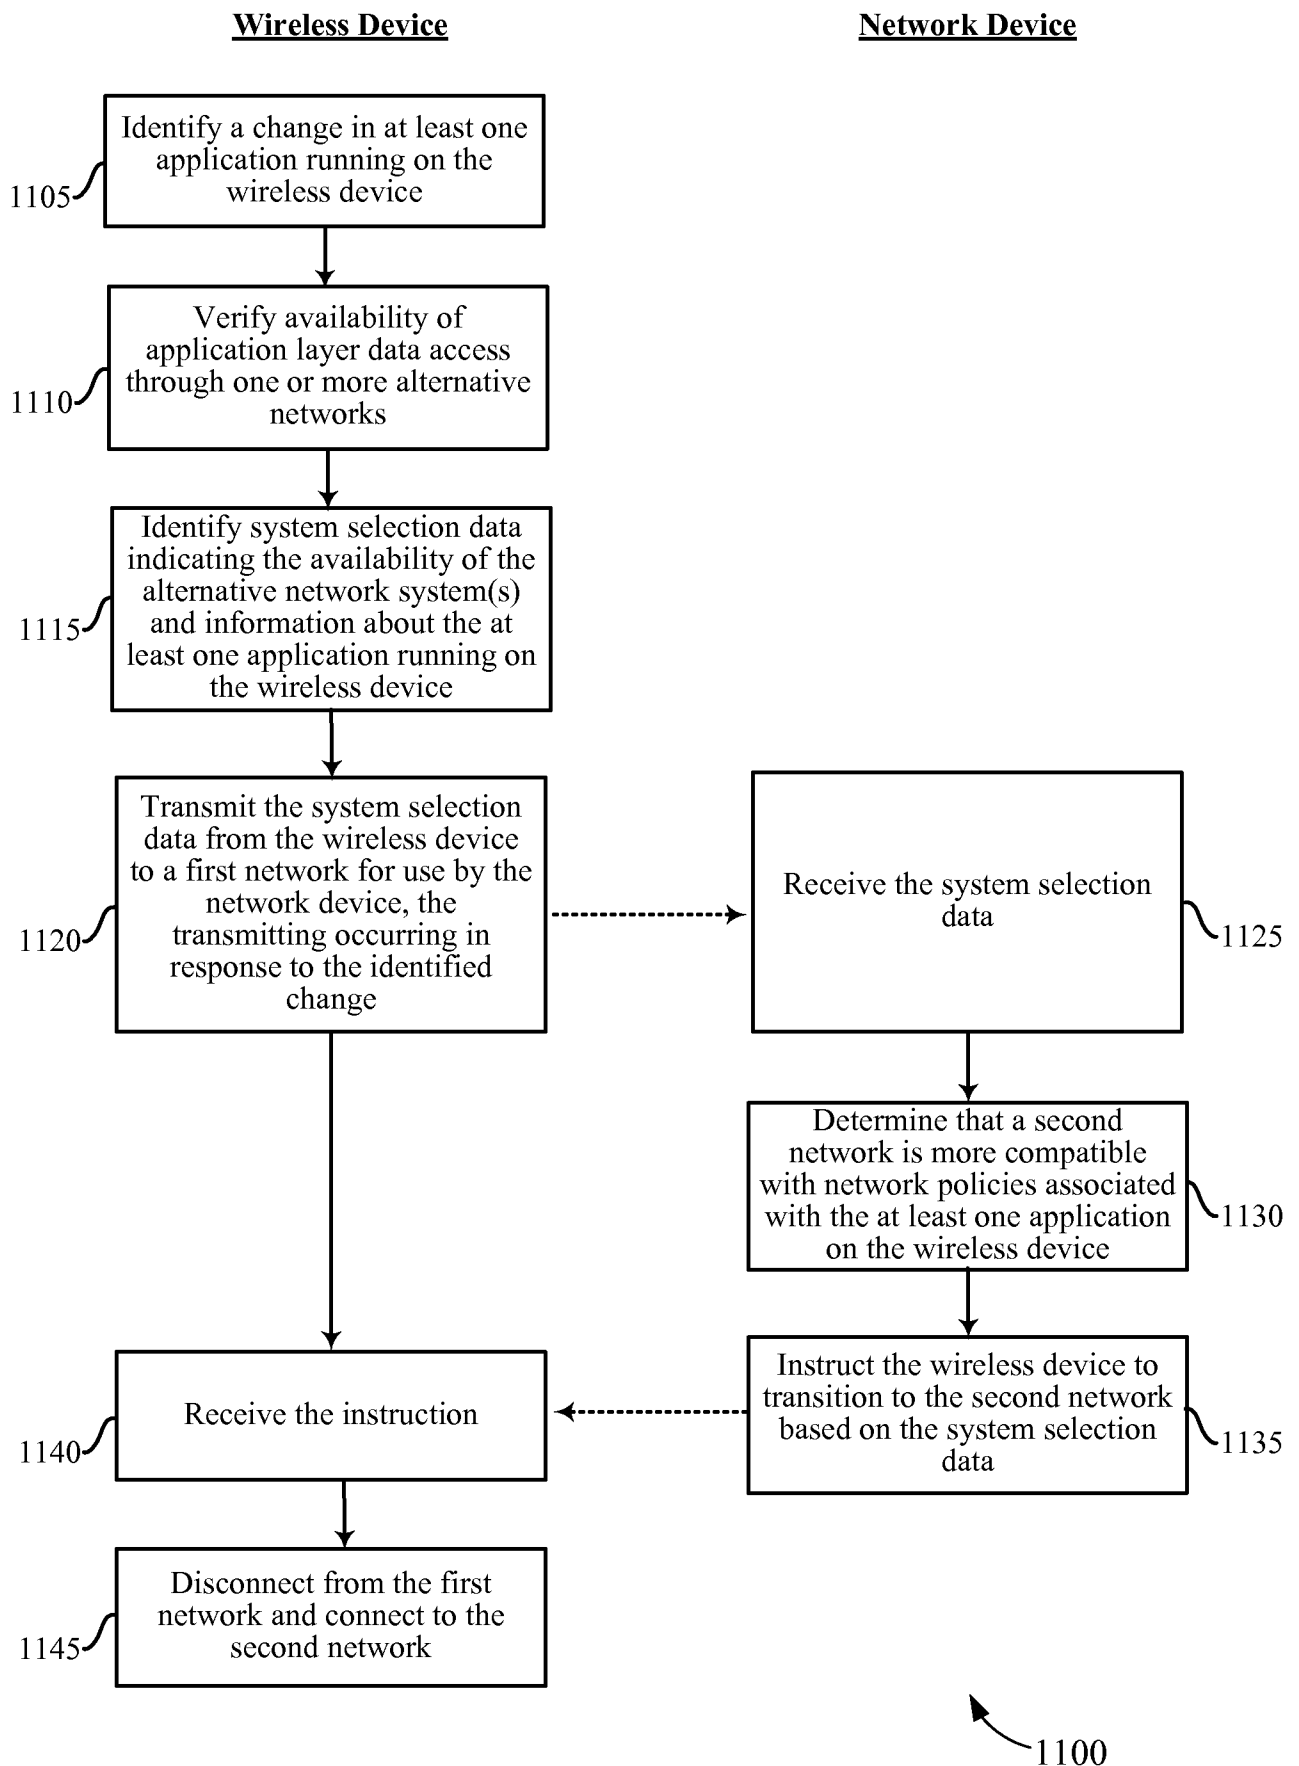 Wireless Device
Network Device
Identify a change in at least one
application running on the
wireless device
1105
Verify availability of
application layer data access
through one or more alternative
networks
1110
Identify system selection data
indicating the availability of the
alternative network system(s)
and information about the at
least one application running on
the wireless device
1115
Transmit the system selection
data from the wireless device
to a first network for use by the
network device, the
transmitting occurring in
response to the identified
change
1120
Receive the system selection
data
1125
Determine that a second
network is more compatible
with network policies associated
with the at least one application
on the wireless device
1130
Instruct the wireless device to
transition to the second network
based on the system selection
data
1135
Receive the instruction
1140
Disconnect from the first
network and connect to the
second network
1145
1100